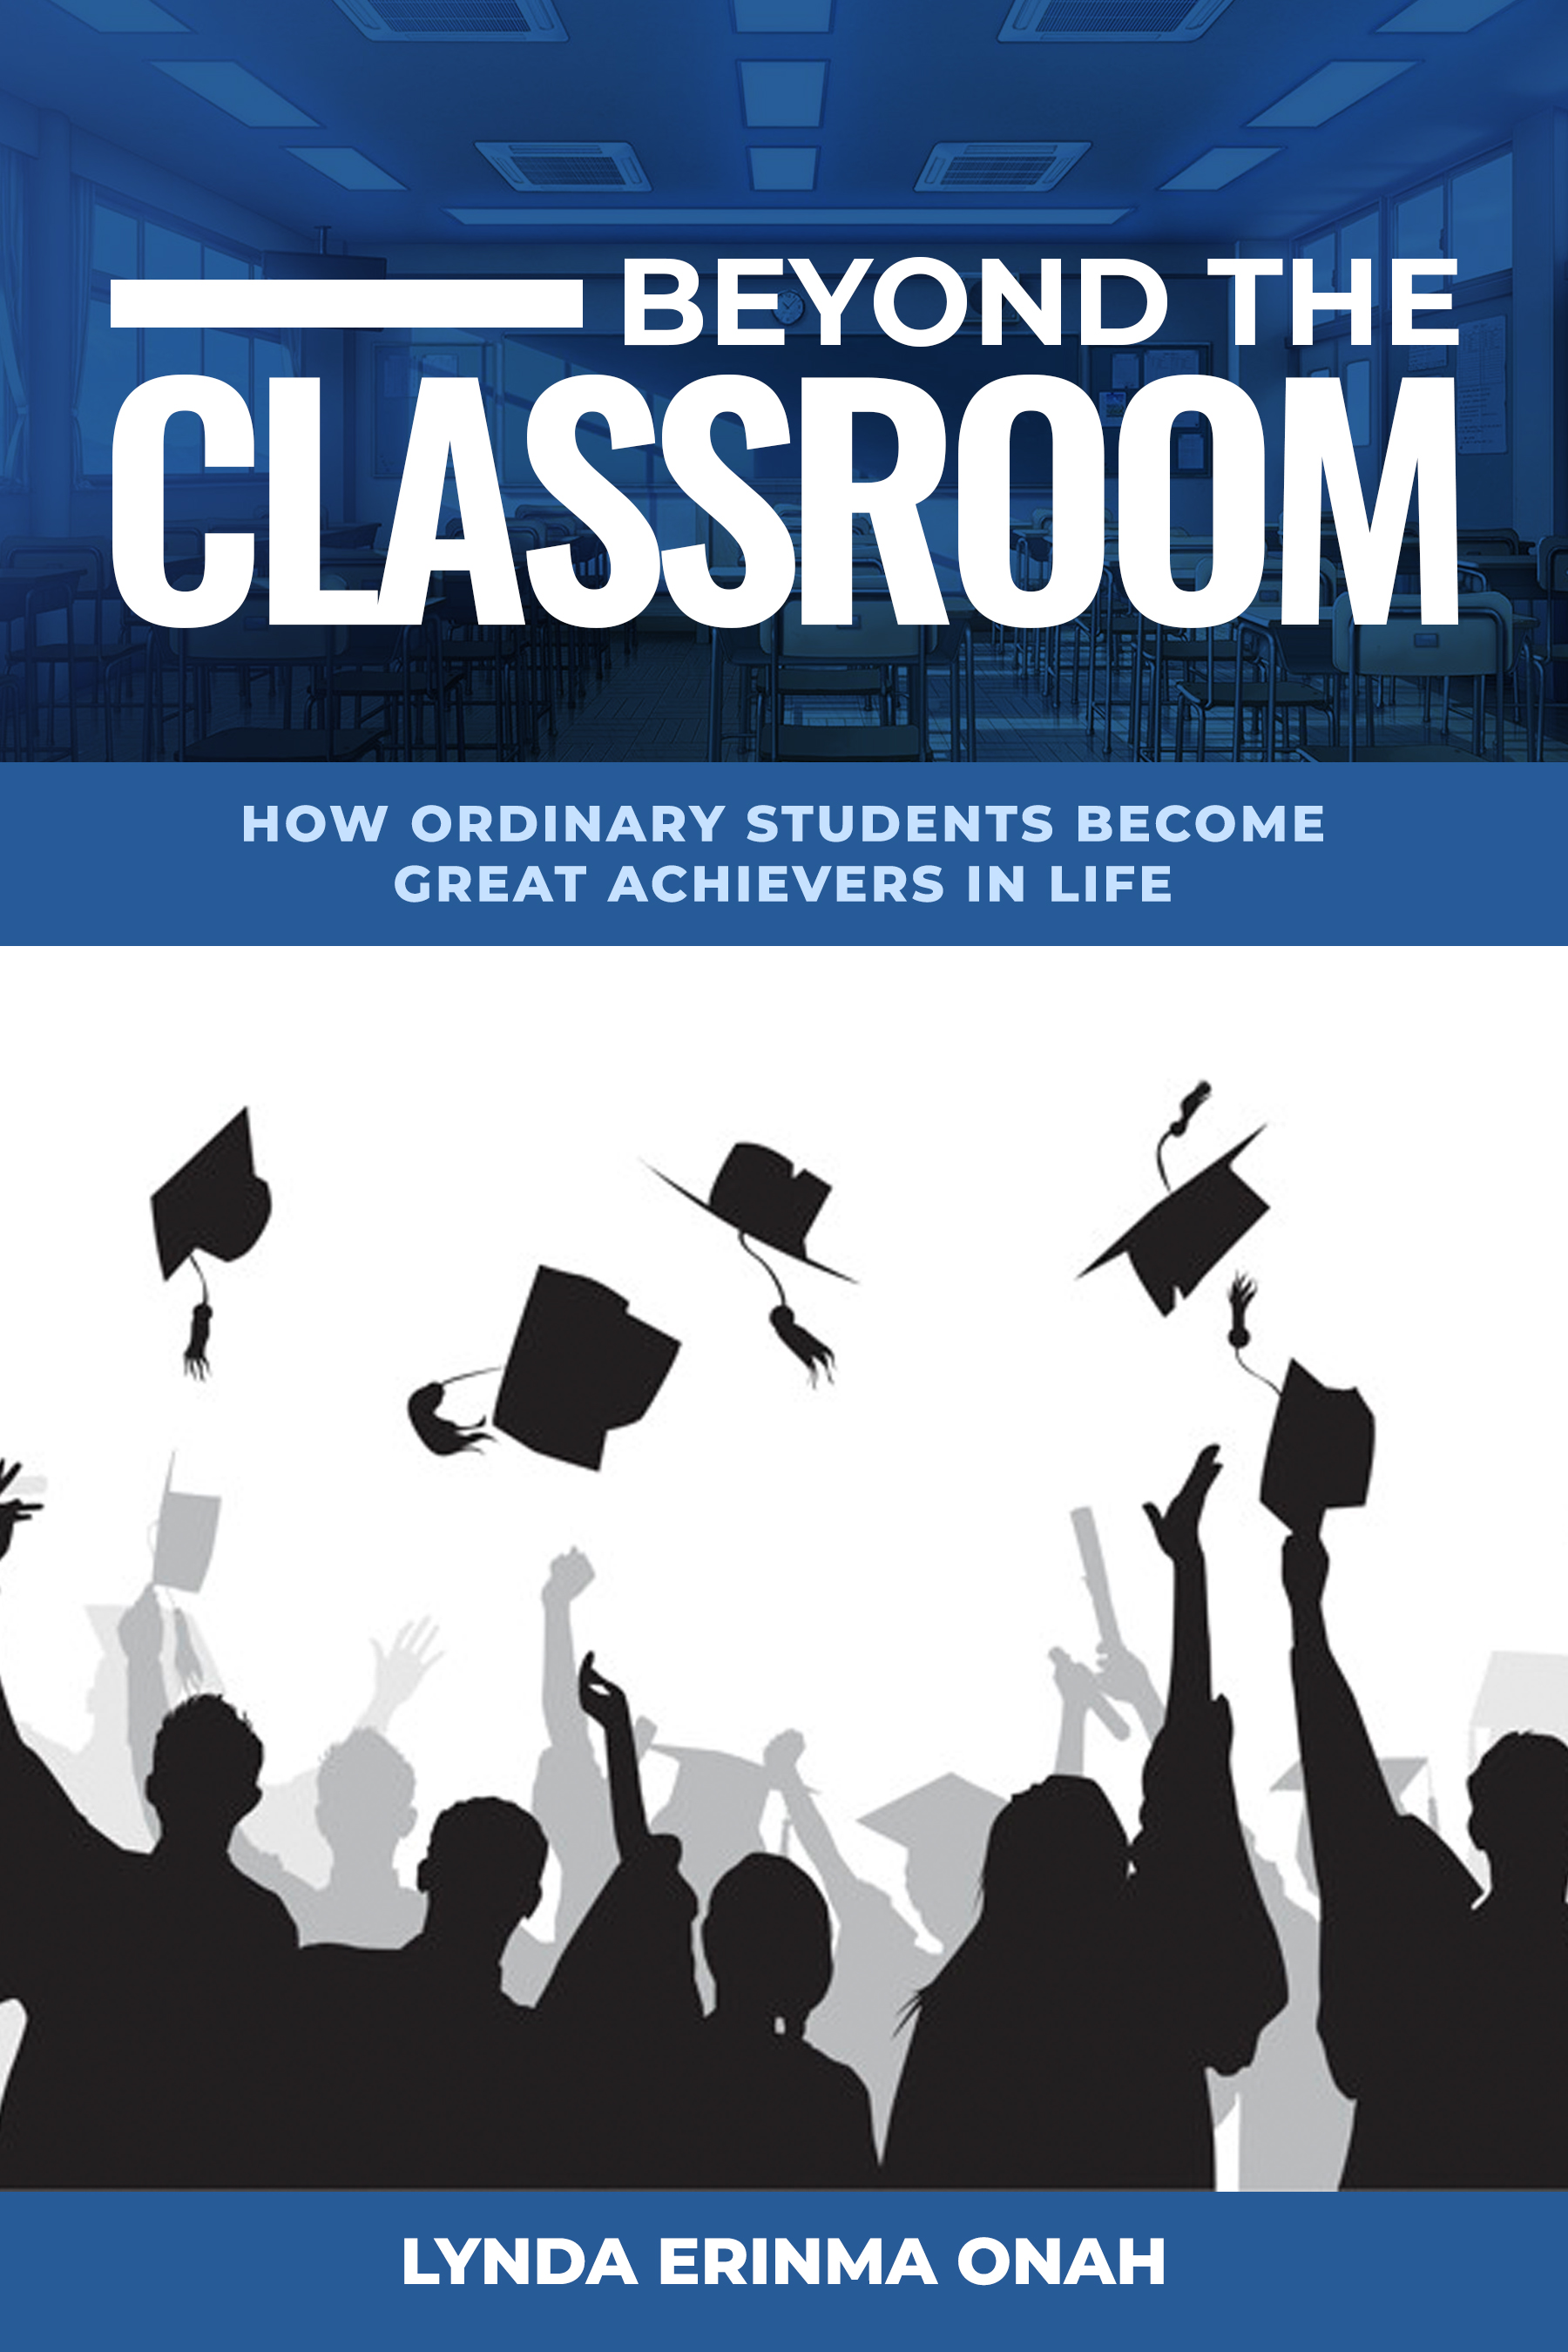 BEYOND THE
CLASSROOM
HOW ORDINARY STUDENTS BECOME
GREAT ACHIEVERS IN LIFE
LYNDA ERINMA ONAH